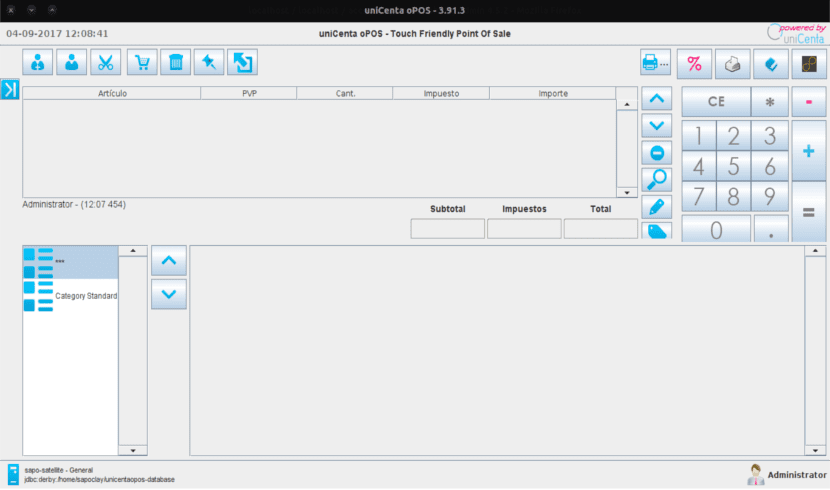 uniCenta oPOS - 3.91.3
04-09-2017 12:08:41
uniCenta oPOS - Touch Friendly Point Of Sale
powered by
uniCenta
...
%
Artículo PVP Cant. Impuesto Importe
CE * -
1 2 3 +
4 5 6
7 8 9 =
0 .
Administrator - (12:07 454)
Subtotal Impuestos Total
***
Category Standard
sapo-satellite - General
jdbc:derby:/home/sapoclay/unicentaopos-database
Administrator